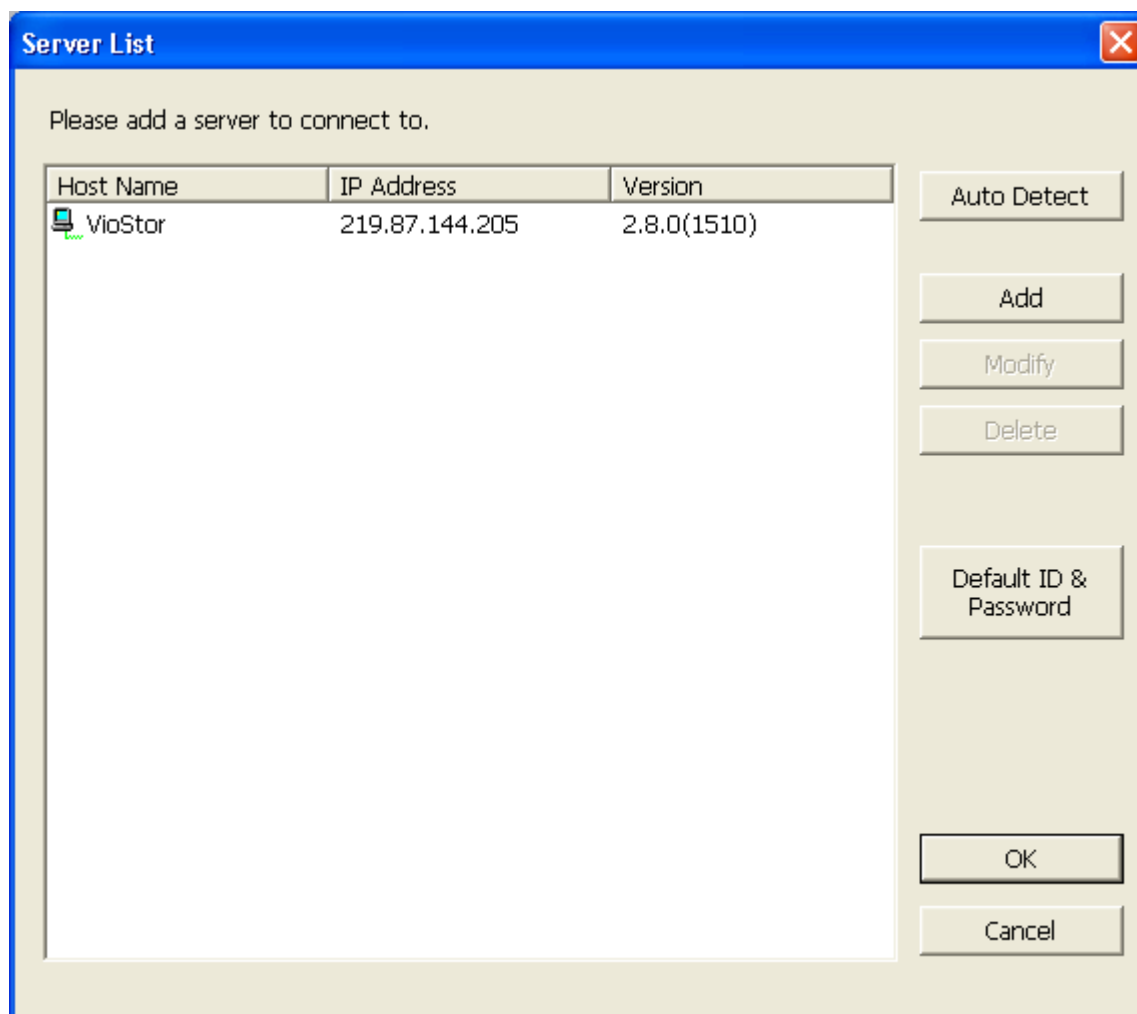 Server List
Please add a server to connect to.
Host Name IP Address Version
VioStor 219.87.144.205 2.8.0(1510)
Auto Detect
Add
Modify
Delete
Default ID &
Password
OK
Cancel